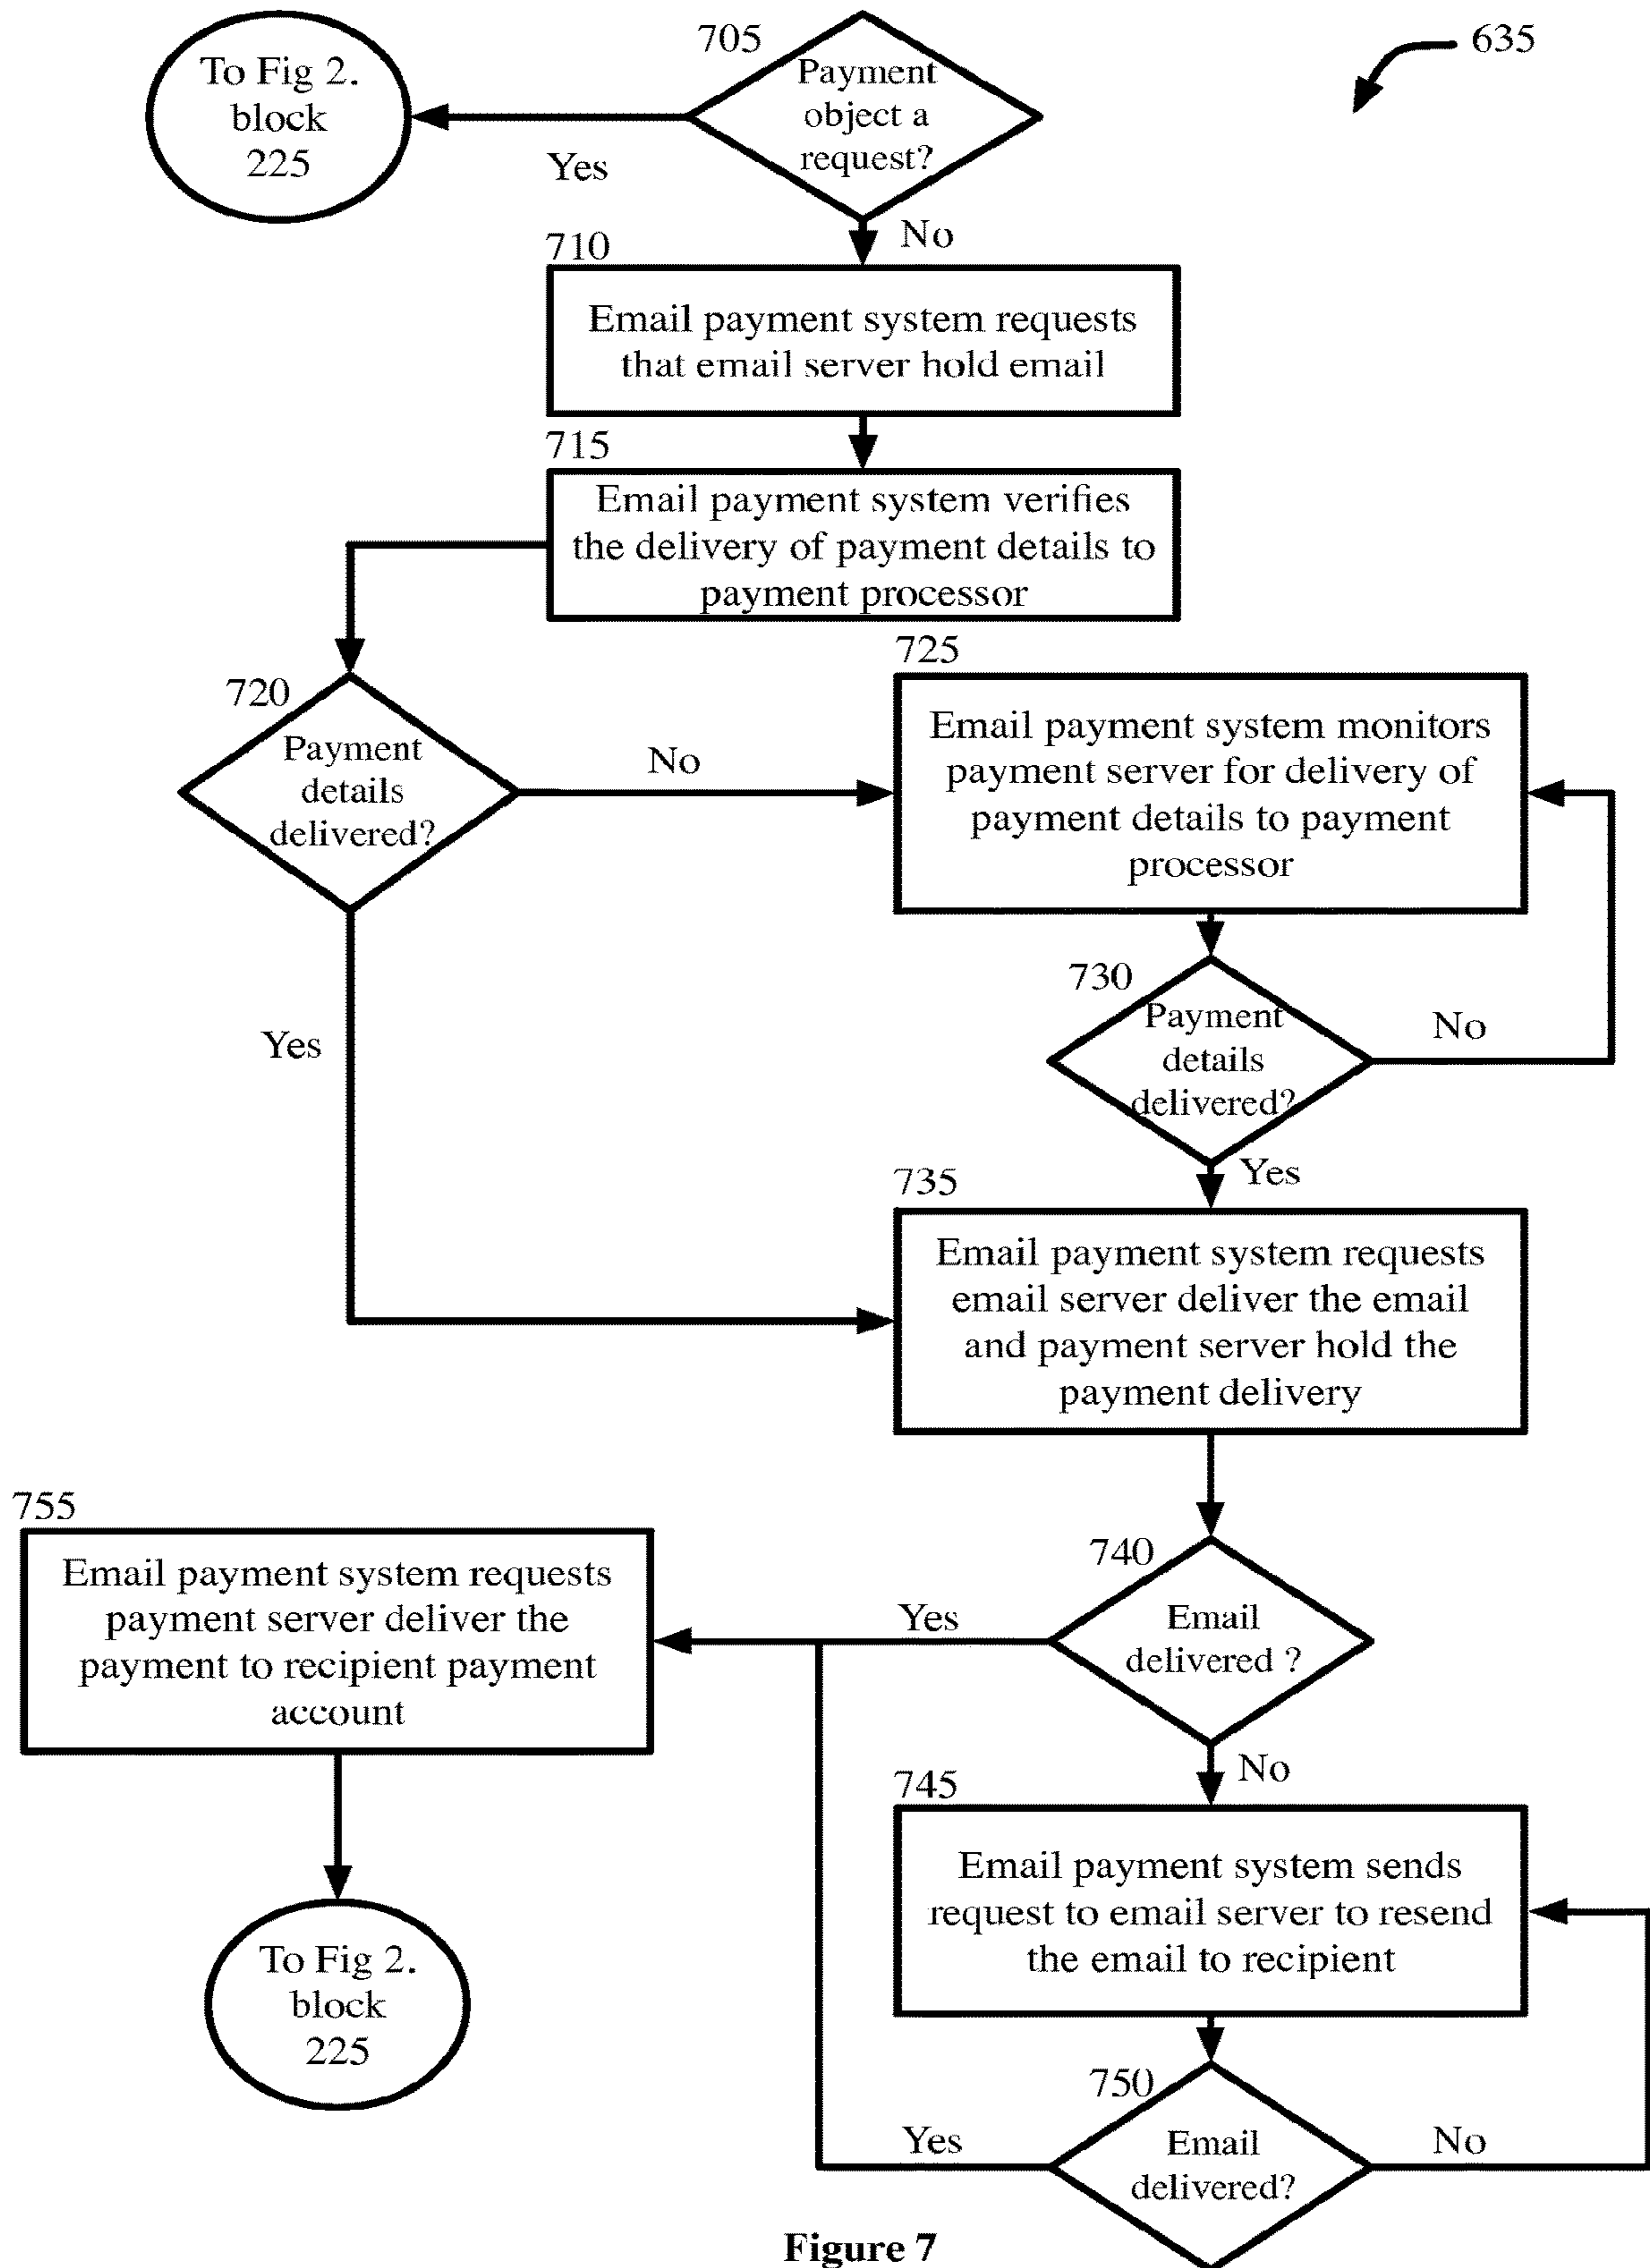 705
Payment
object a
request?
635
To Fig 2.
block
225
Yes
No
710
Email payment system requests
that email server hold email
715
Email payment system verifies
the delivery of payment details to
payment processor
720
Payment
details
delivered?
No
Yes
725
Email payment system monitors
payment server for delivery of
payment details to payment
processor
730
Payment
details
delivered?
No
Yes
735
Email payment system requests
email server deliver the email
and payment server hold the
payment delivery
740
Email
delivered ?
Yes
No
755
Email payment system requests
payment server deliver the
payment to recipient payment
account
745
Email payment system sends
request to email server to resend
the email to recipient
To Fig 2.
block
225
750
Email
delivered?
Yes
No
Figure 7